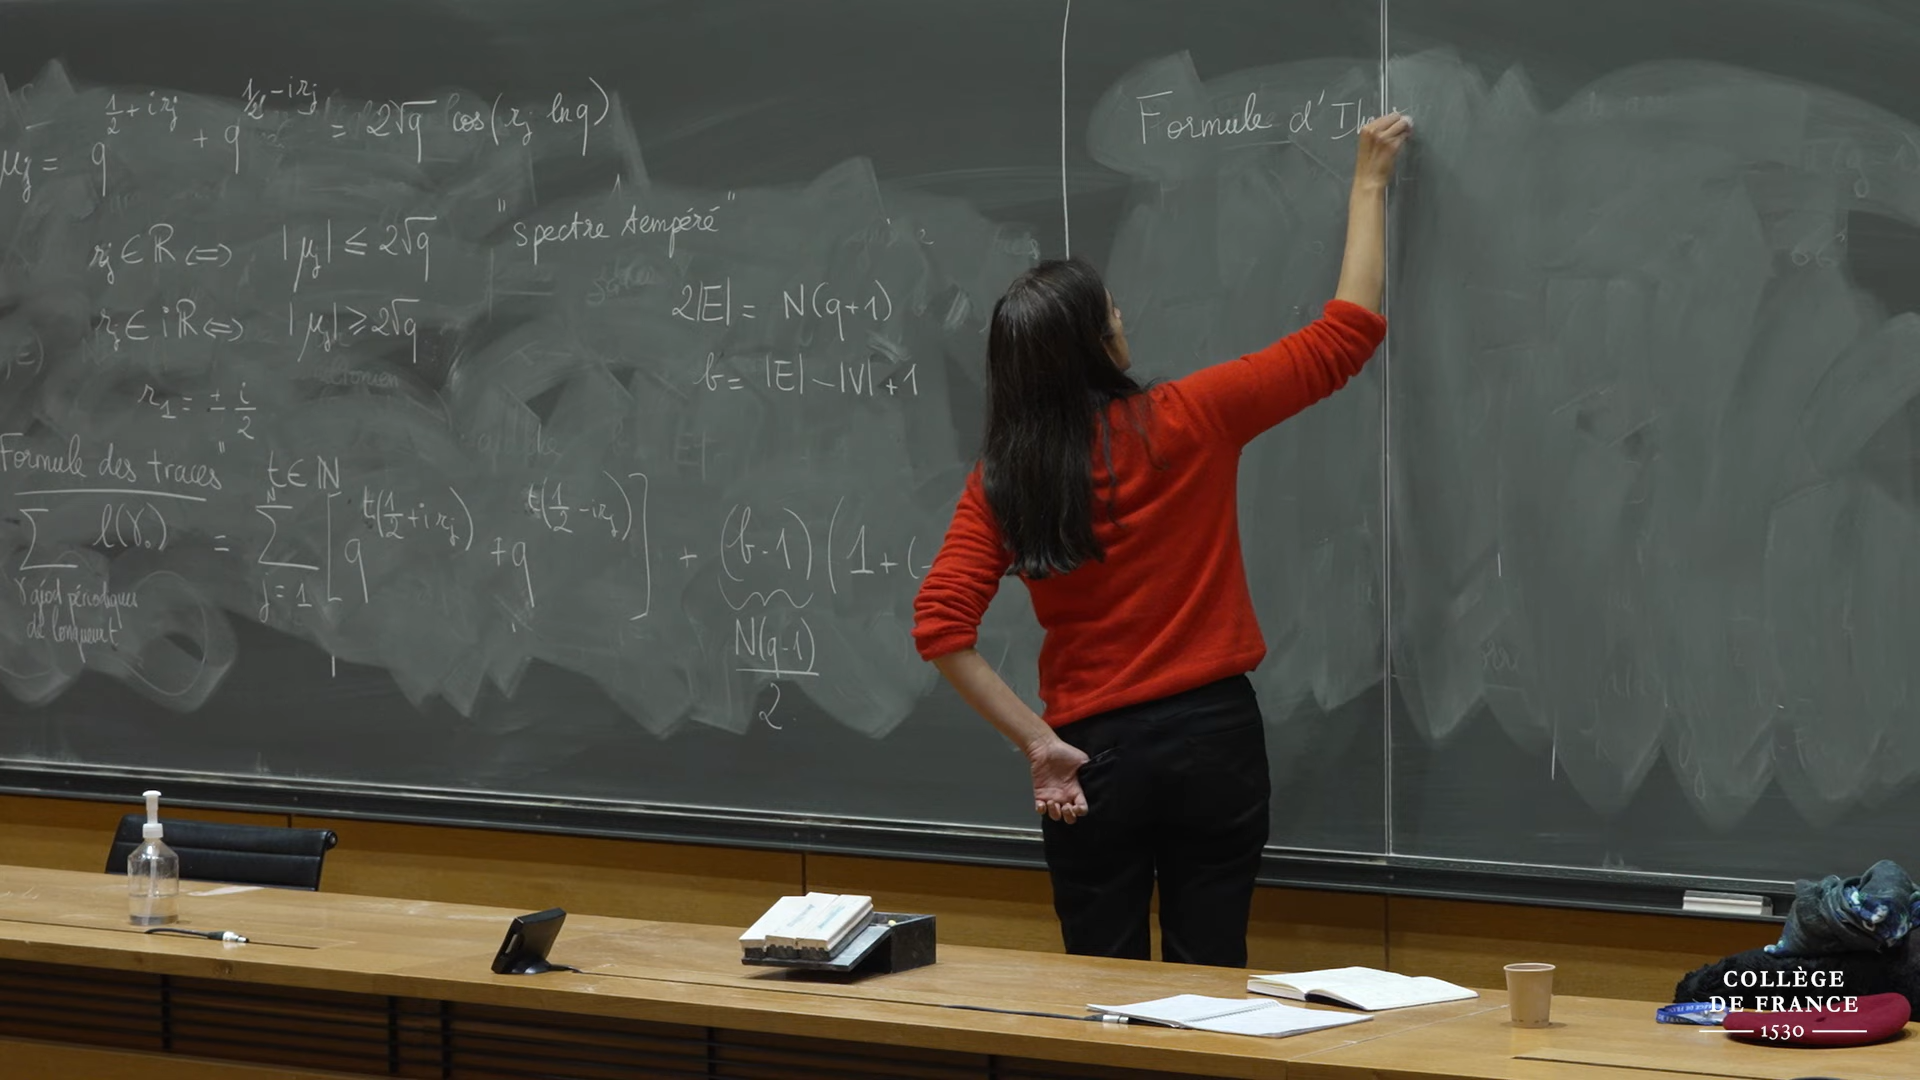 μj = q^{1/2+irj} + q^{1/2-irj} = 2√q cos(rj ln q)
rj ∈ ℝ ⇔ |μj| ≤ 2√q "spectre tempéré"
rj ∈ iℝ ⇔ |μj| ≥ 2√q
r1 = ± i/2
2|E| = N(q+1)
b = |E| - |V| + 1
Formule des traces" t ∈ ℕ
∑ l(γ₀) = ∑_{j=1}^{N} [q^{t(1/2+irj)} + q^{t(1/2-irj)}] + (b-1)(1+(-
γ géod périodiques
de longueur t
N(q-1)
2
Formule d'Iha
COLLÈGE
DE FRANCE
1530